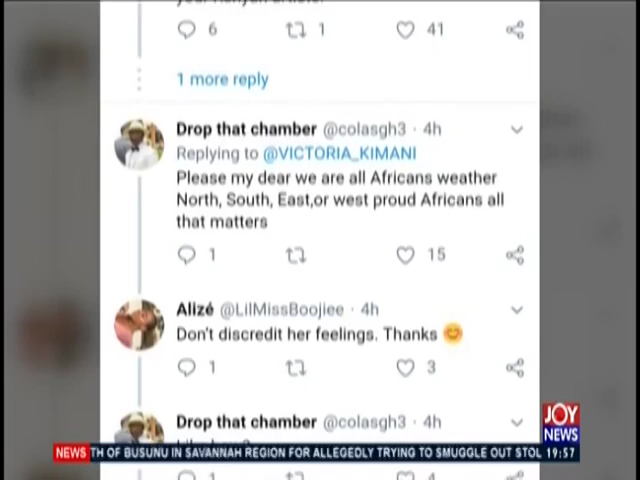 6 1 41
1 more reply
Drop that chamber @colasgh3 · 4h
Replying to @VICTORIA_KIMANI
Please my dear we are all Africans weather
North, South, East,or west proud Africans all
that matters
1 15
Alizé @LilMissBoojiee · 4h
Don't discredit her feelings. Thanks 😊
1 3
Drop that chamber @colasgh3 · 4h
JOY
NEWS
NEWS TH OF BUSUNU IN SAVANNAH REGION FOR ALLEGEDLY TRYING TO SMUGGLE OUT STOL 19:57
1 4